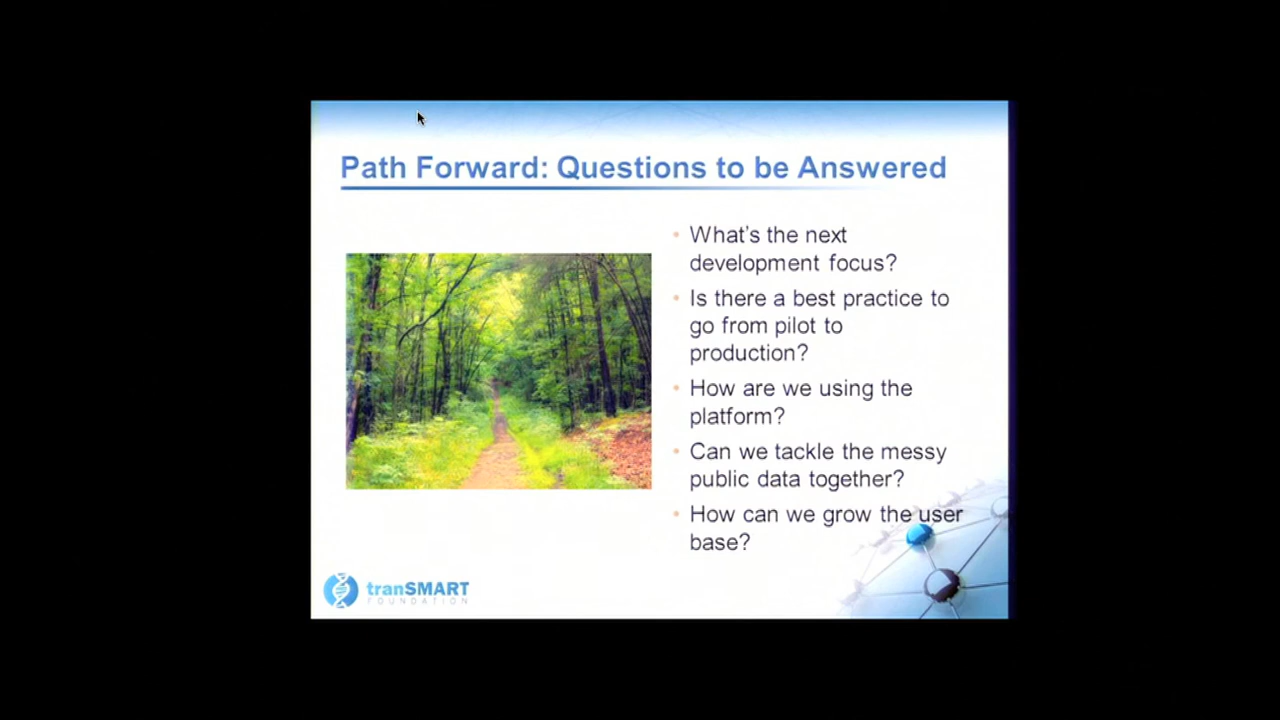 Path Forward: Questions to be Answered
What's the next
development focus?
Is there a best practice to
go from pilot to
production?
How are we using the
platform?
Can we tackle the messy
public data together?
How can we grow the user
base?
tranSMART
FOUNDATION